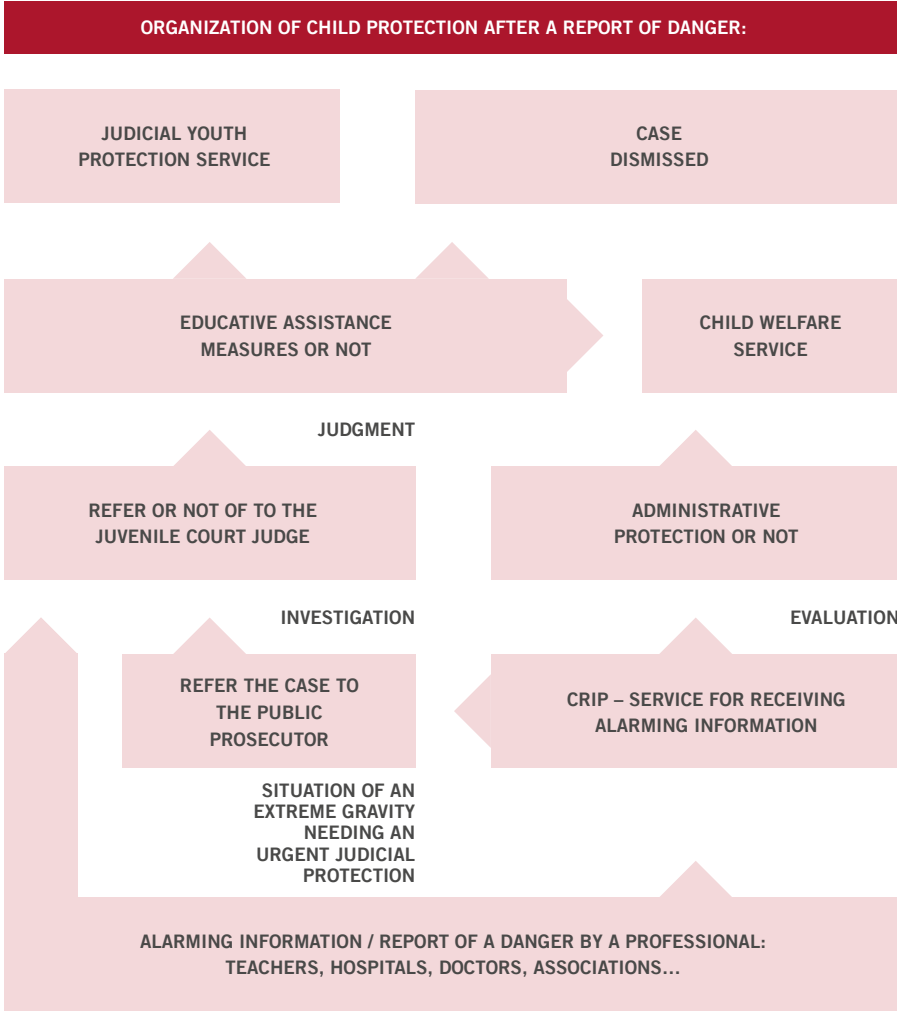 ORGANIZATION OF CHILD PROTECTION AFTER A REPORT OF DANGER:
JUDICIAL YOUTH
PROTECTION SERVICE
CASE
DISMISSED
EDUCATIVE ASSISTANCE
MEASURES OR NOT
CHILD WELFARE
SERVICE
JUDGMENT
REFER OR NOT OF TO THE
JUVENILE COURT JUDGE
ADMINISTRATIVE
PROTECTION OR NOT
INVESTIGATION
EVALUATION
REFER THE CASE TO
THE PUBLIC
PROSECUTOR
CRIP – SERVICE FOR RECEIVING
ALARMING INFORMATION
SITUATION OF AN
EXTREME GRAVITY
NEEDING AN
URGENT JUDICIAL
PROTECTION
ALARMING INFORMATION / REPORT OF A DANGER BY A PROFESSIONAL:
TEACHERS, HOSPITALS, DOCTORS, ASSOCIATIONS...